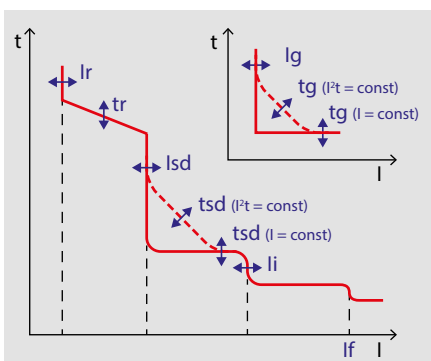 t
Ir
tr
Isd
tsd (I²t = const)
tsd (I = const)
Ii
If
I
t
Ig
tg (I²t = const)
tg (I = const)
I